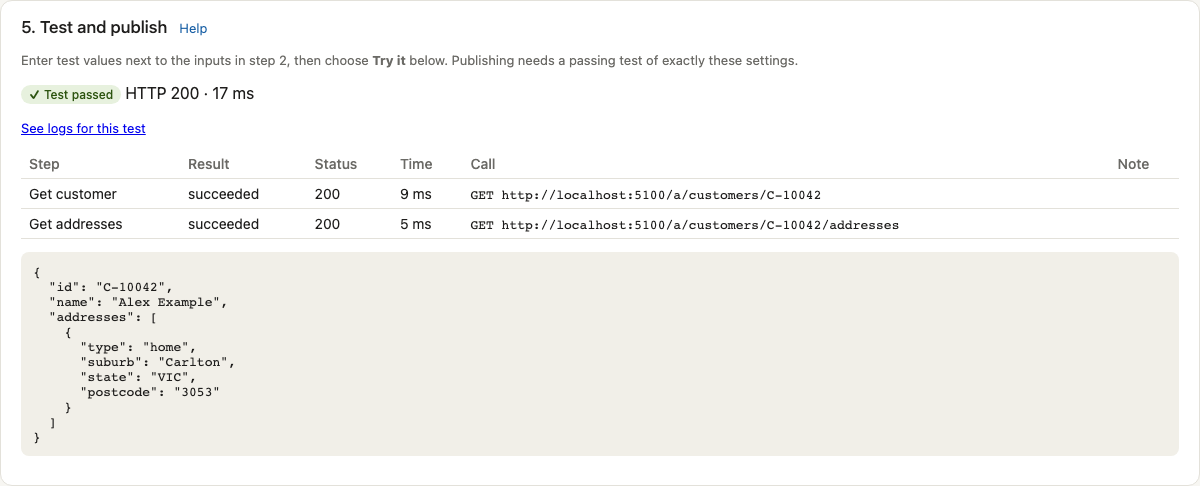 5. Test and publish Help
Enter test values next to the inputs in step 2, then choose Try it below. Publishing needs a passing test of exactly these settings.
✓ Test passed HTTP 200 · 17 ms
See logs for this test
Step Result Status Time Call Note
Get customer succeeded 200 9 ms GET http://localhost:5100/a/customers/C-10042
Get addresses succeeded 200 5 ms GET http://localhost:5100/a/customers/C-10042/addresses
{
  "id": "C-10042",
  "name": "Alex Example",
  "addresses": [
    {
      "type": "home",
      "suburb": "Carlton",
      "state": "VIC",
      "postcode": "3053"
    }
  ]
}